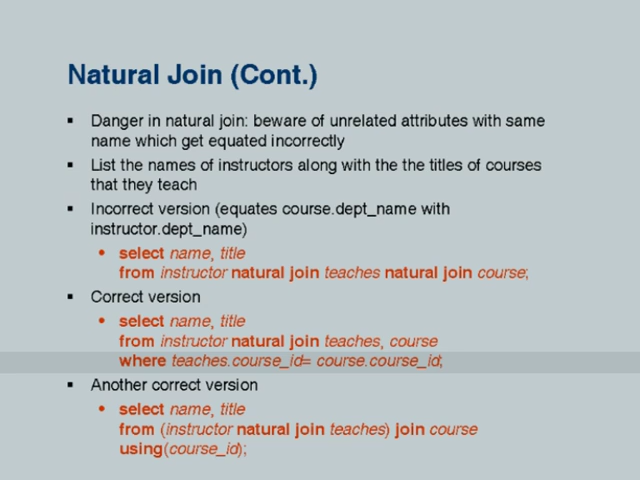 Natural Join (Cont.)
▪ Danger in natural join: beware of unrelated attributes with same
name which get equated incorrectly
▪ List the names of instructors along with the the titles of courses
that they teach
▪ Incorrect version (equates course.dept_name with
instructor.dept_name)
• select name, title
from instructor natural join teaches natural join course;
▪ Correct version
• select name, title
from instructor natural join teaches, course
where teaches.course_id= course.course_id;
▪ Another correct version
• select name, title
from (instructor natural join teaches) join course
using(course_id);